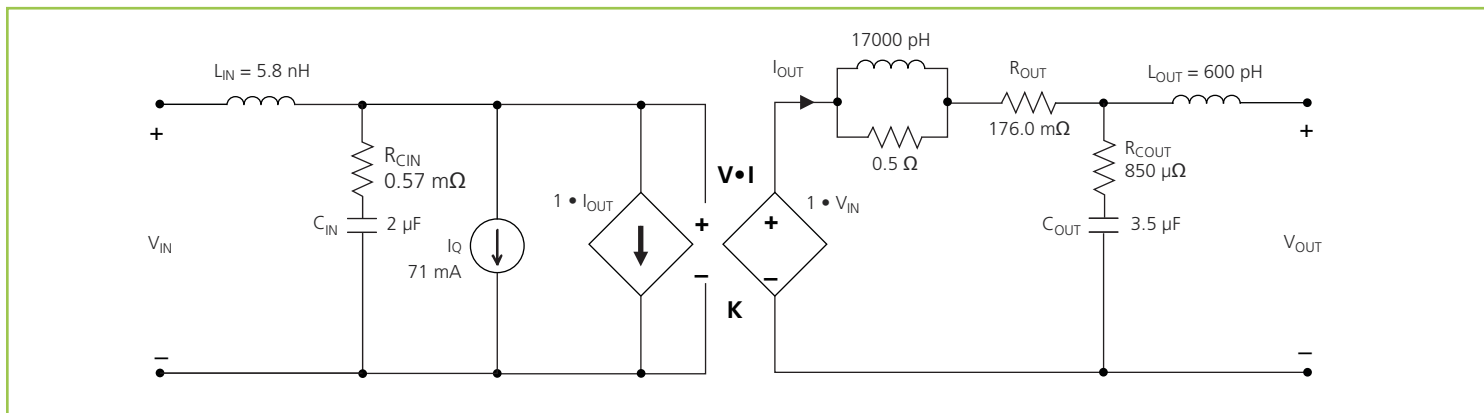 L_IN = 5.8 nH
+
R_CIN
0.57 mΩ
C_IN 2 µF
V_IN
–
I_Q
71 mA
1 • I_OUT
V•I
+
–
K
1 • V_IN
+
–
I_OUT
17000 pH
0.5 Ω
R_OUT
176.0 mΩ
L_OUT = 600 pH
+
R_COUT
850 µΩ
C_OUT 3.5 µF
V_OUT
–